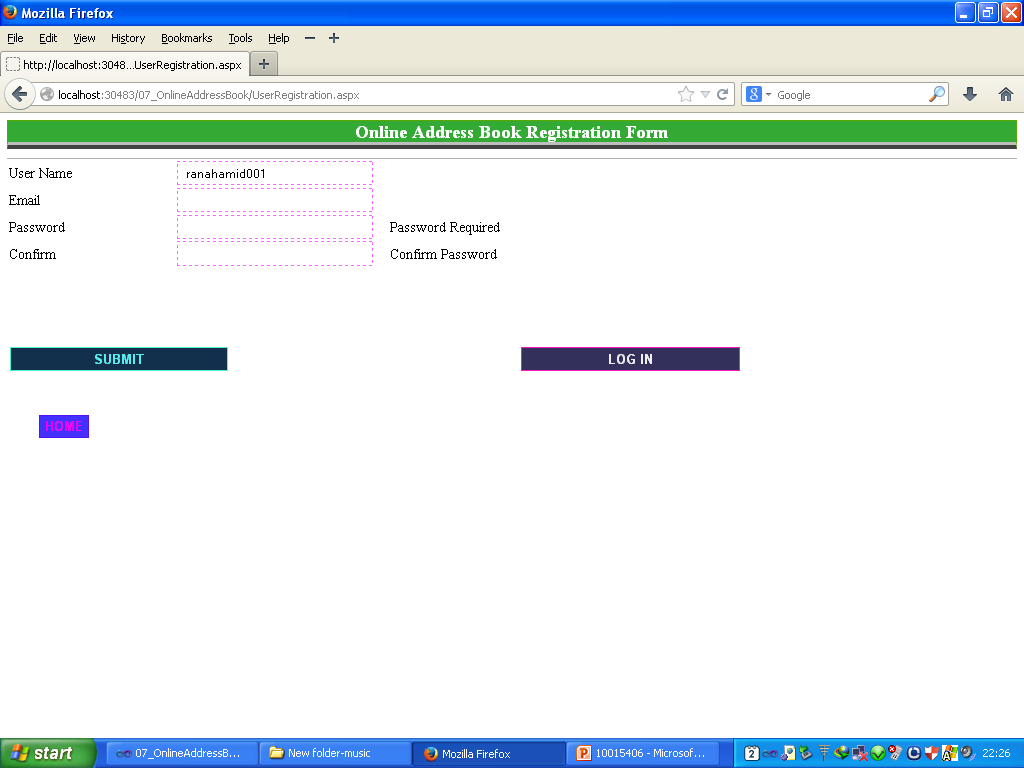 Mozilla Firefox
File Edit View History Bookmarks Tools Help
http://localhost:3048...UserRegistration.aspx
localhost:30483/07_OnlineAddressBook/UserRegistration.aspx
8 Google
Online Address Book Registration Form
User Name ranahamid001
Email
Password Password Required
Confirm Confirm Password
SUBMIT LOG IN
HOME
start 07_OnlineAddressB... New folder-music Mozilla Firefox 10015406 - Microsof... 2 22:26